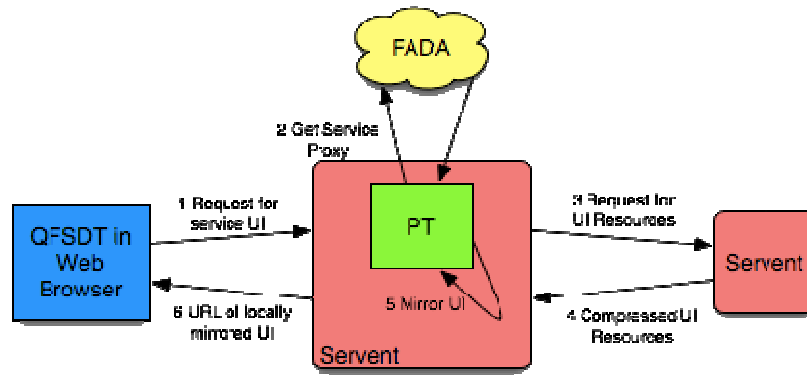 FADA
2 Get Service
Proxy
1 Request for
service UI
3 Request for
UI Resources
QFSDT in
Web
Browser
PT
Servent
5 Mirror UI
6 URL of locally
mirrored UI
4 Compressed UI
Resources
Servent